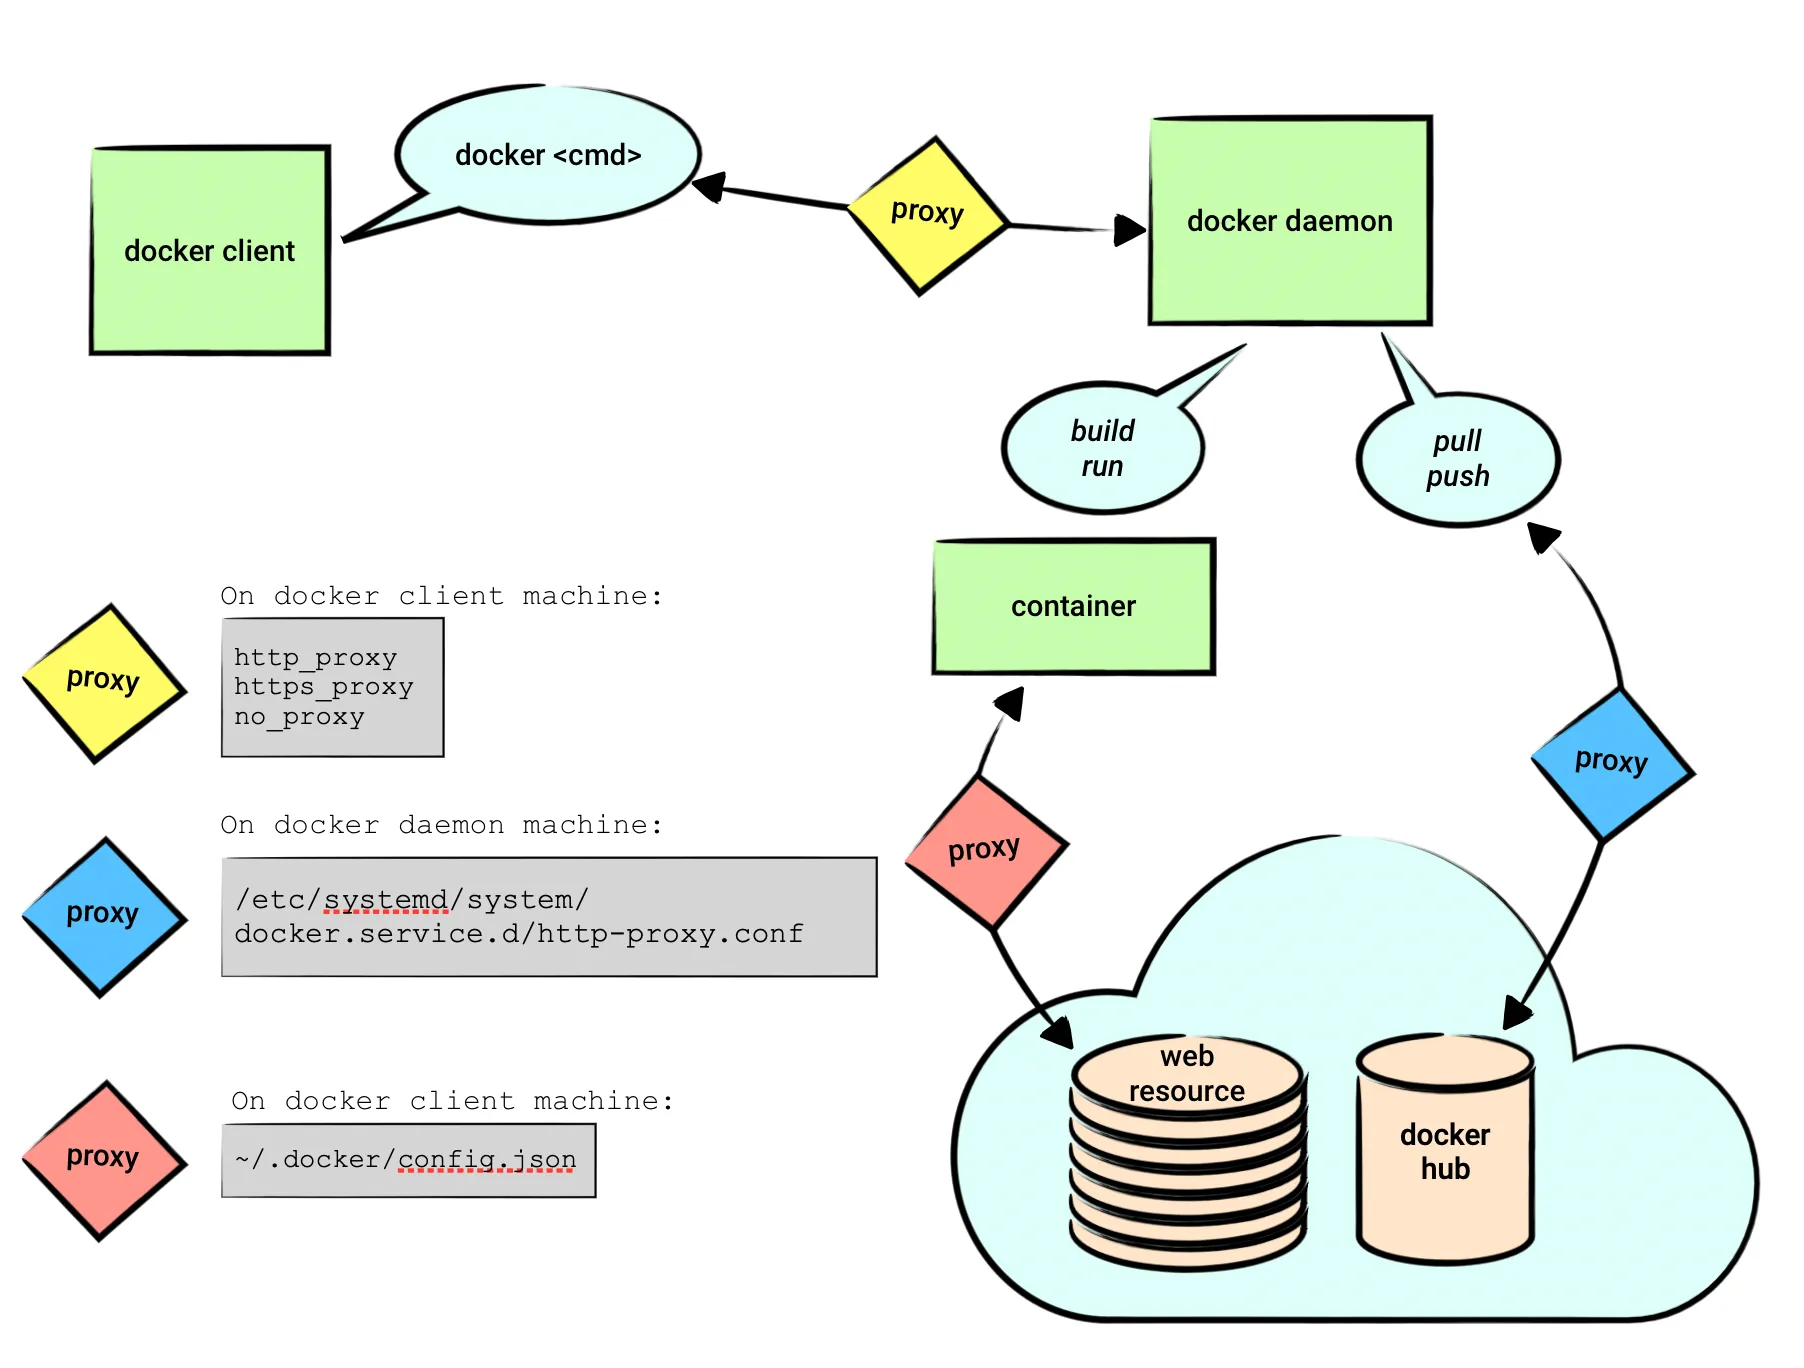 docker client
docker <cmd>
proxy
docker daemon
build
run
pull
push
container
proxy
proxy
web
resource
docker
hub
On docker client machine:
proxy
http_proxy
https_proxy
no_proxy
On docker daemon machine:
proxy
/etc/systemd/system/
docker.service.d/http-proxy.conf
On docker client machine:
proxy
~/.docker/config.json